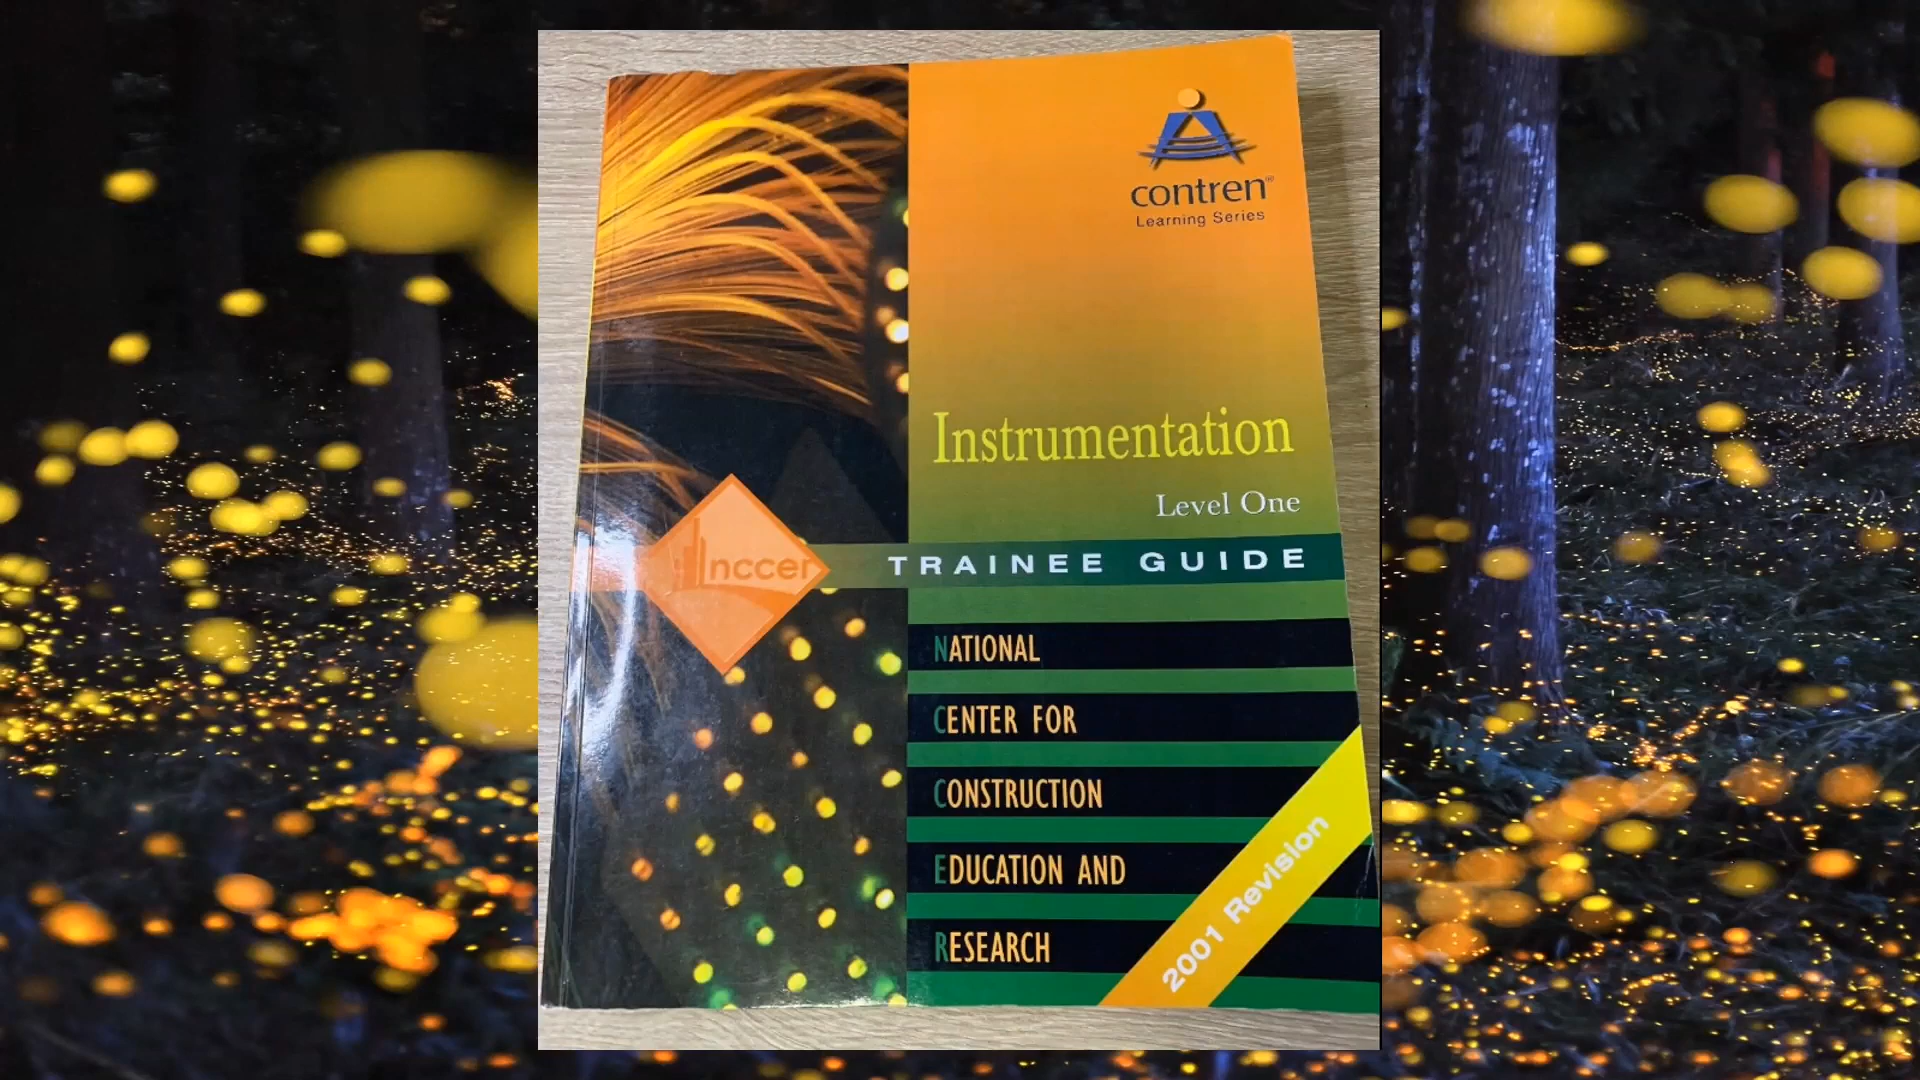 contren®
Learning Series
Instrumentation
Level One
nccer
TRAINEE GUIDE
NATIONAL
CENTER FOR
CONSTRUCTION
EDUCATION AND
RESEARCH
2001 Revision